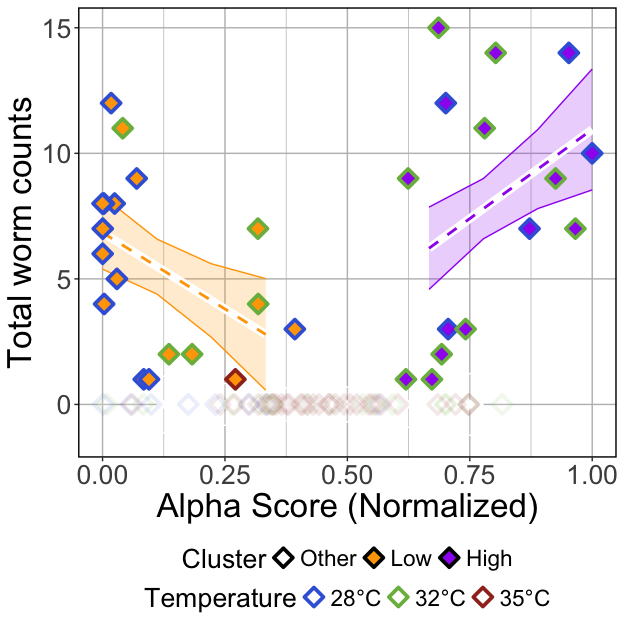 Total worm counts
15
10
5
0
0.00 0.25 0.50 0.75 1.00
Alpha Score (Normalized)
Cluster Other Low High
Temperature 28°C 32°C 35°C